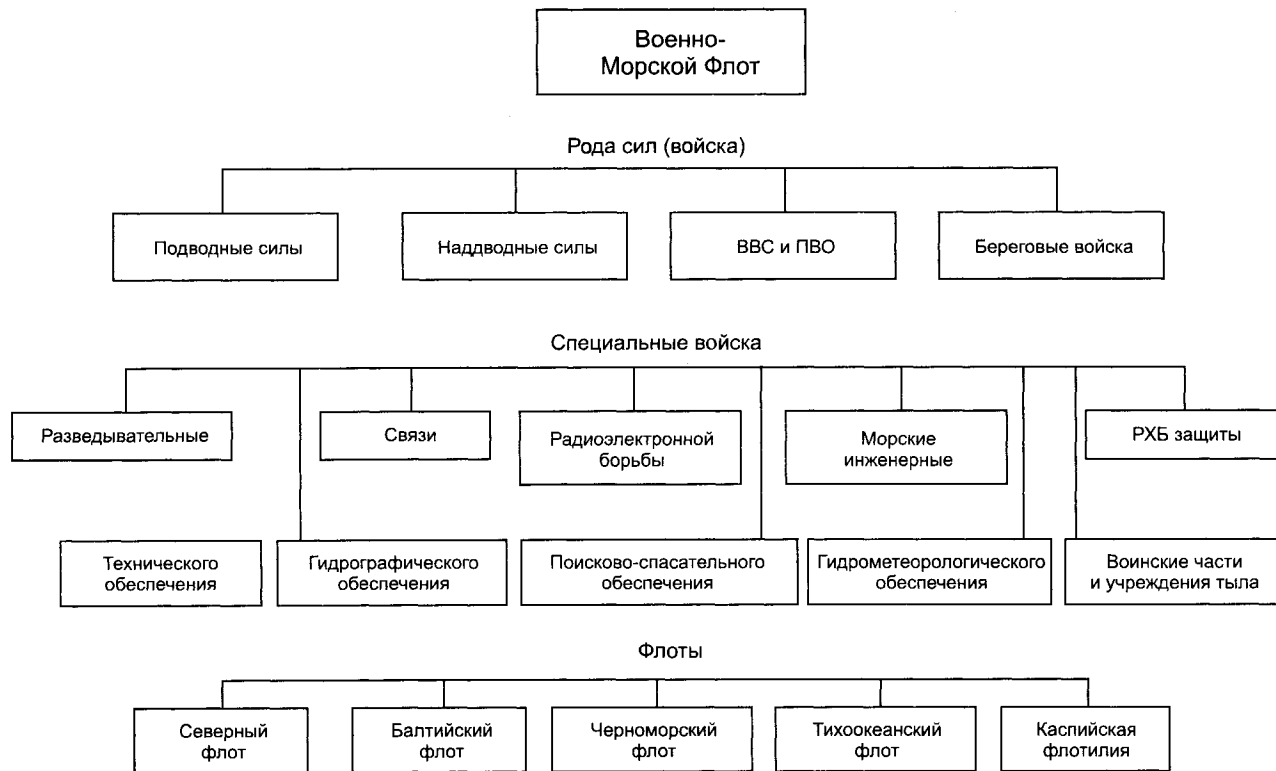 Военно-
Морской Флот
Рода сил (войска)
Подводные силы
Наддводные силы
ВВС и ПВО
Береговые войска
Специальные войска
Разведывательные
Связи
Радиоэлектронной
борьбы
Морские
инженерные
РХБ защиты
Технического
обеспечения
Гидрографического
обеспечения
Поисково-спасательного
обеспечения
Гидрометеорологического
обеспечения
Воинские части
и учреждения тыла
Флоты
Северный
флот
Балтийский
флот
Черноморский
флот
Тихоокеанский
флот
Каспийская
флотилия